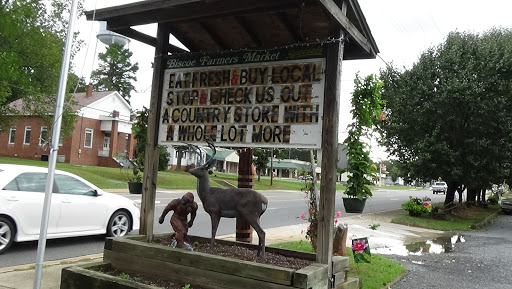 Biscoe Farmers Market
EAT FRESH & BUY LOCAL
STOP & CHECK US OUT
A COUNTRY STORE WITH
A WHOLE LOT MORE